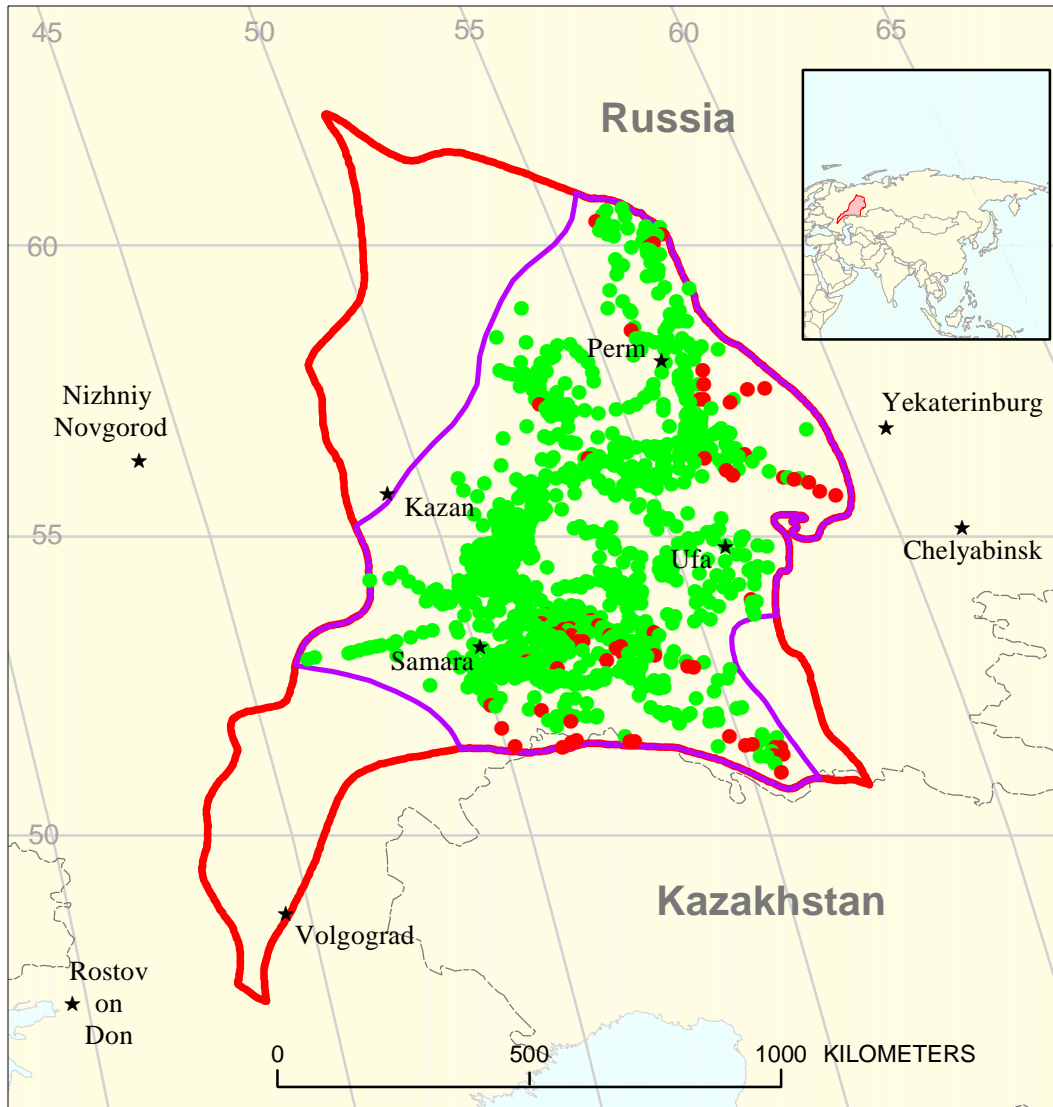 45
50
55
60
65
Russia
60
Perm
Nizhniy
Novgorod
Yekaterinburg
Kazan
55
Ufa
Chelyabinsk
Samara
50
Kazakhstan
Volgograd
Rostov
on
Don
0 500 1000 KILOMETERS